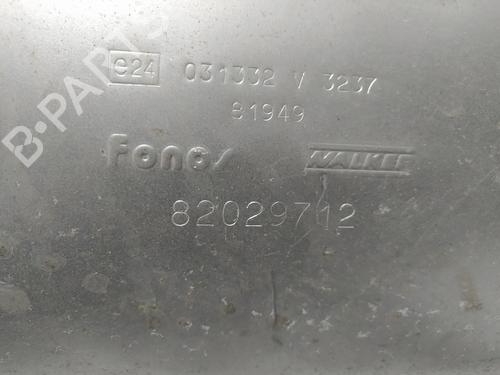 e24 031332 V 3237
81949
Fonos WALKER
82029712
B-PARTS